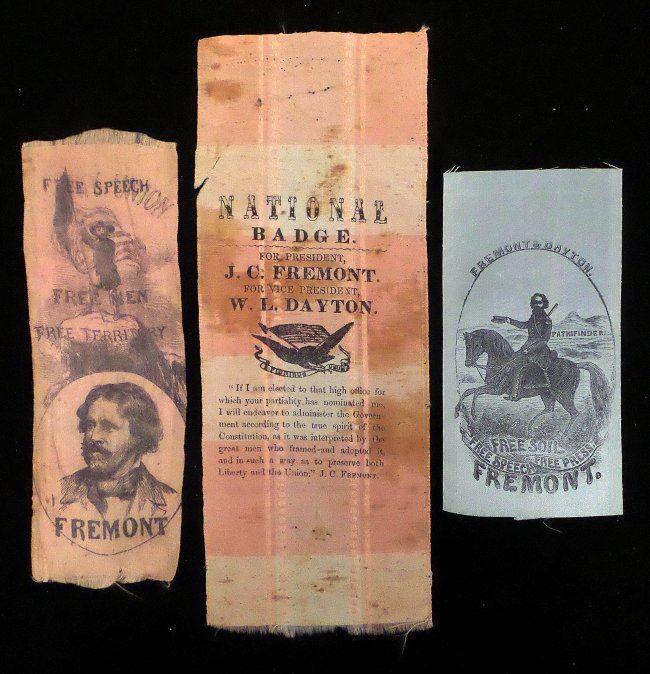 FREE SPEECH
UNION
FREE MEN
FREE TERRITORY
FREMONT
NATIONAL
BADGE.
FOR PRESIDENT,
J. C. FREMONT.
FOR VICE PRESIDENT,
W. L. DAYTON.
"If I am elected to that high office for
which your partiality has nominated me,
I will endeavor to administer the Govern-
ment according to the true spirit of the
Constitution, as it was interpreted by the
great men who framed and adopted it,
and in such a way as to preserve both
Liberty and the Union." J. C. FREMONT.
FREMONT & DAYTON.
PATHFINDER.
FREE SOIL
FREE SPEECH FREE PRESS
FREMONT.